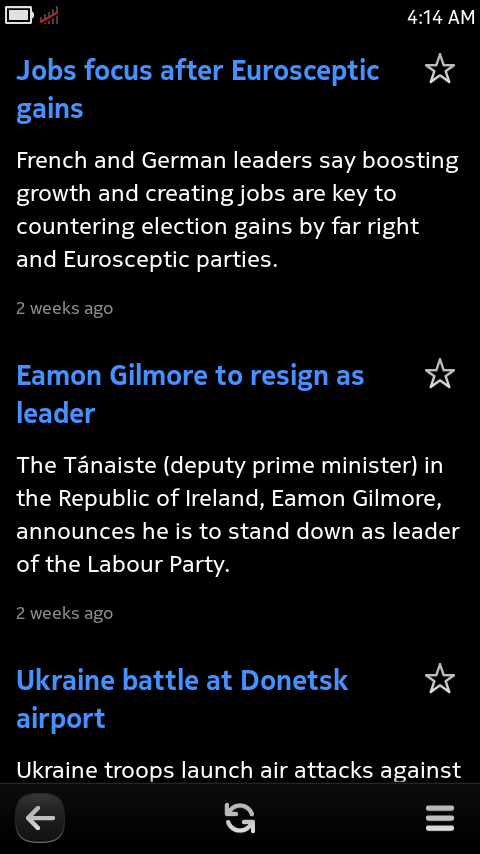 4:14 AM
Jobs focus after Eurosceptic
gains
French and German leaders say boosting
growth and creating jobs are key to
countering election gains by far right
and Eurosceptic parties.
2 weeks ago
Eamon Gilmore to resign as
leader
The Tánaiste (deputy prime minister) in
the Republic of Ireland, Eamon Gilmore,
announces he is to stand down as leader
of the Labour Party.
2 weeks ago
Ukraine battle at Donetsk
airport
Ukraine troops launch air attacks against